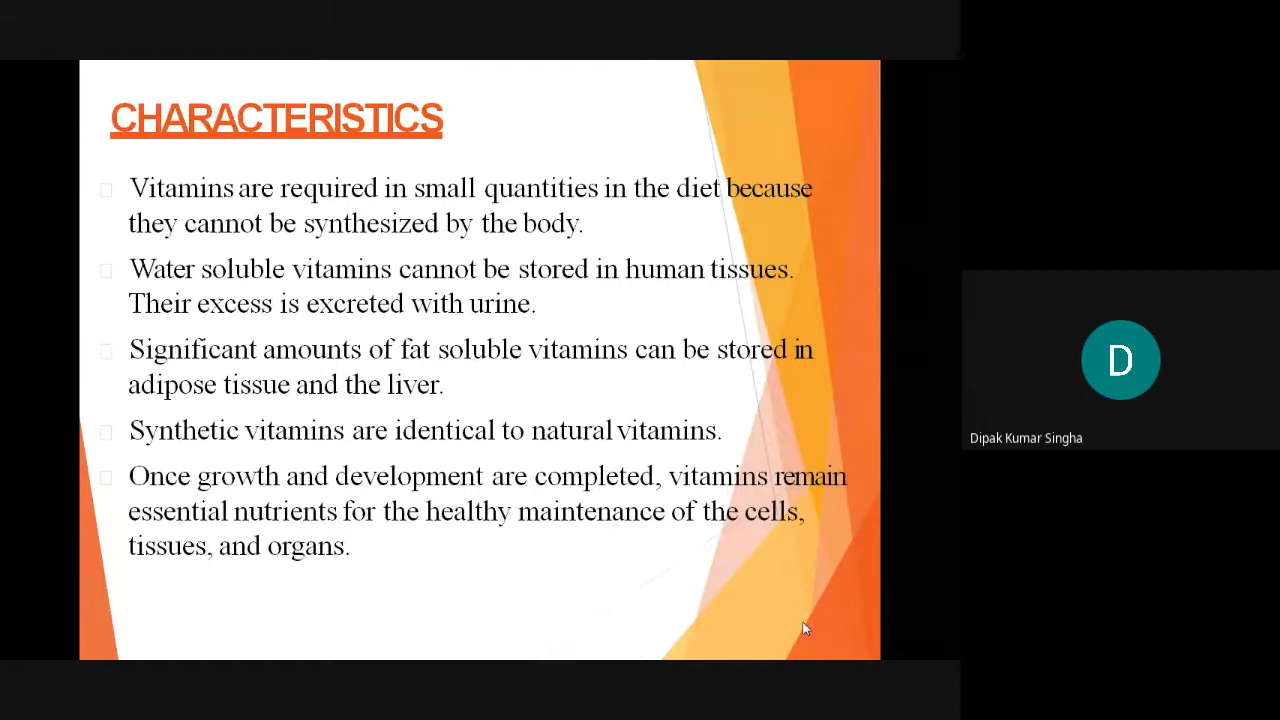 CHARACTERISTICS
Vitamins are required in small quantities in the diet because
they cannot be synthesized by the body.
Water soluble vitamins cannot be stored in human tissues.
Their excess is excreted with urine.
Significant amounts of fat soluble vitamins can be stored in
adipose tissue and the liver.
Synthetic vitamins are identical to natural vitamins.
Once growth and development are completed, vitamins remain
essential nutrients for the healthy maintenance of the cells,
tissues, and organs.
D
Dipak Kumar Singha